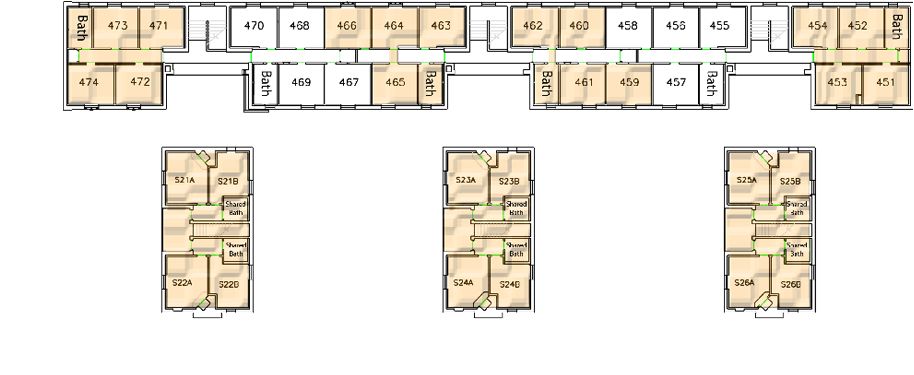 Bath 473 471 470 468 466 464 463 462 460 458 456 455 454 452 Bath
474 472 Bath 469 467 465 Bath Bath 461 459 457 Bath 453 451
S21A S21B S23A S23B S25A S25B
Shared Bath Shared Bath Shared Bath
Shared Bath Shared Bath Shared Bath
S22A S22B S24A S24B S26A S26B